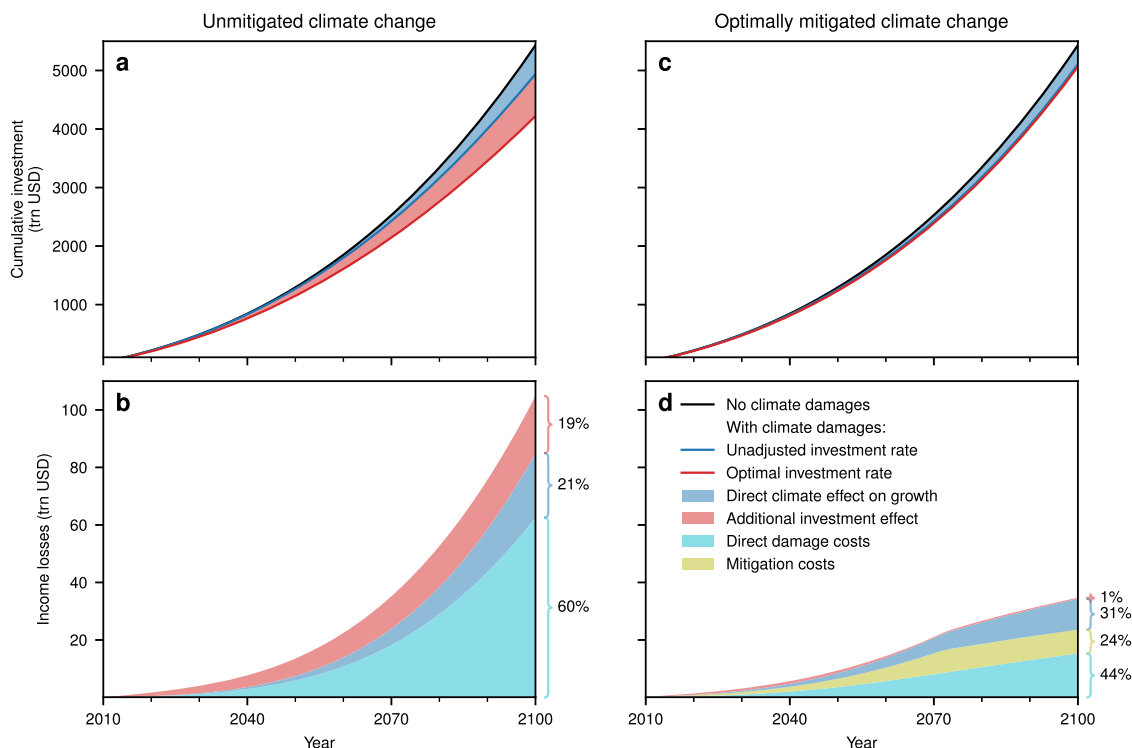 Unmitigated climate change
Optimally mitigated climate change
a
c
5000
4000
3000
2000
1000
Cumulative investment
(trn USD)
b
d
100
80
60
40
20
Income losses (trn USD)
19%
21%
60%
No climate damages
With climate damages:
Unadjusted investment rate
Optimal investment rate
Direct climate effect on growth
Additional investment effect
Direct damage costs
Mitigation costs
1%
31%
24%
44%
2010
2040
2070
2100
2010
2040
2070
2100
Year
Year